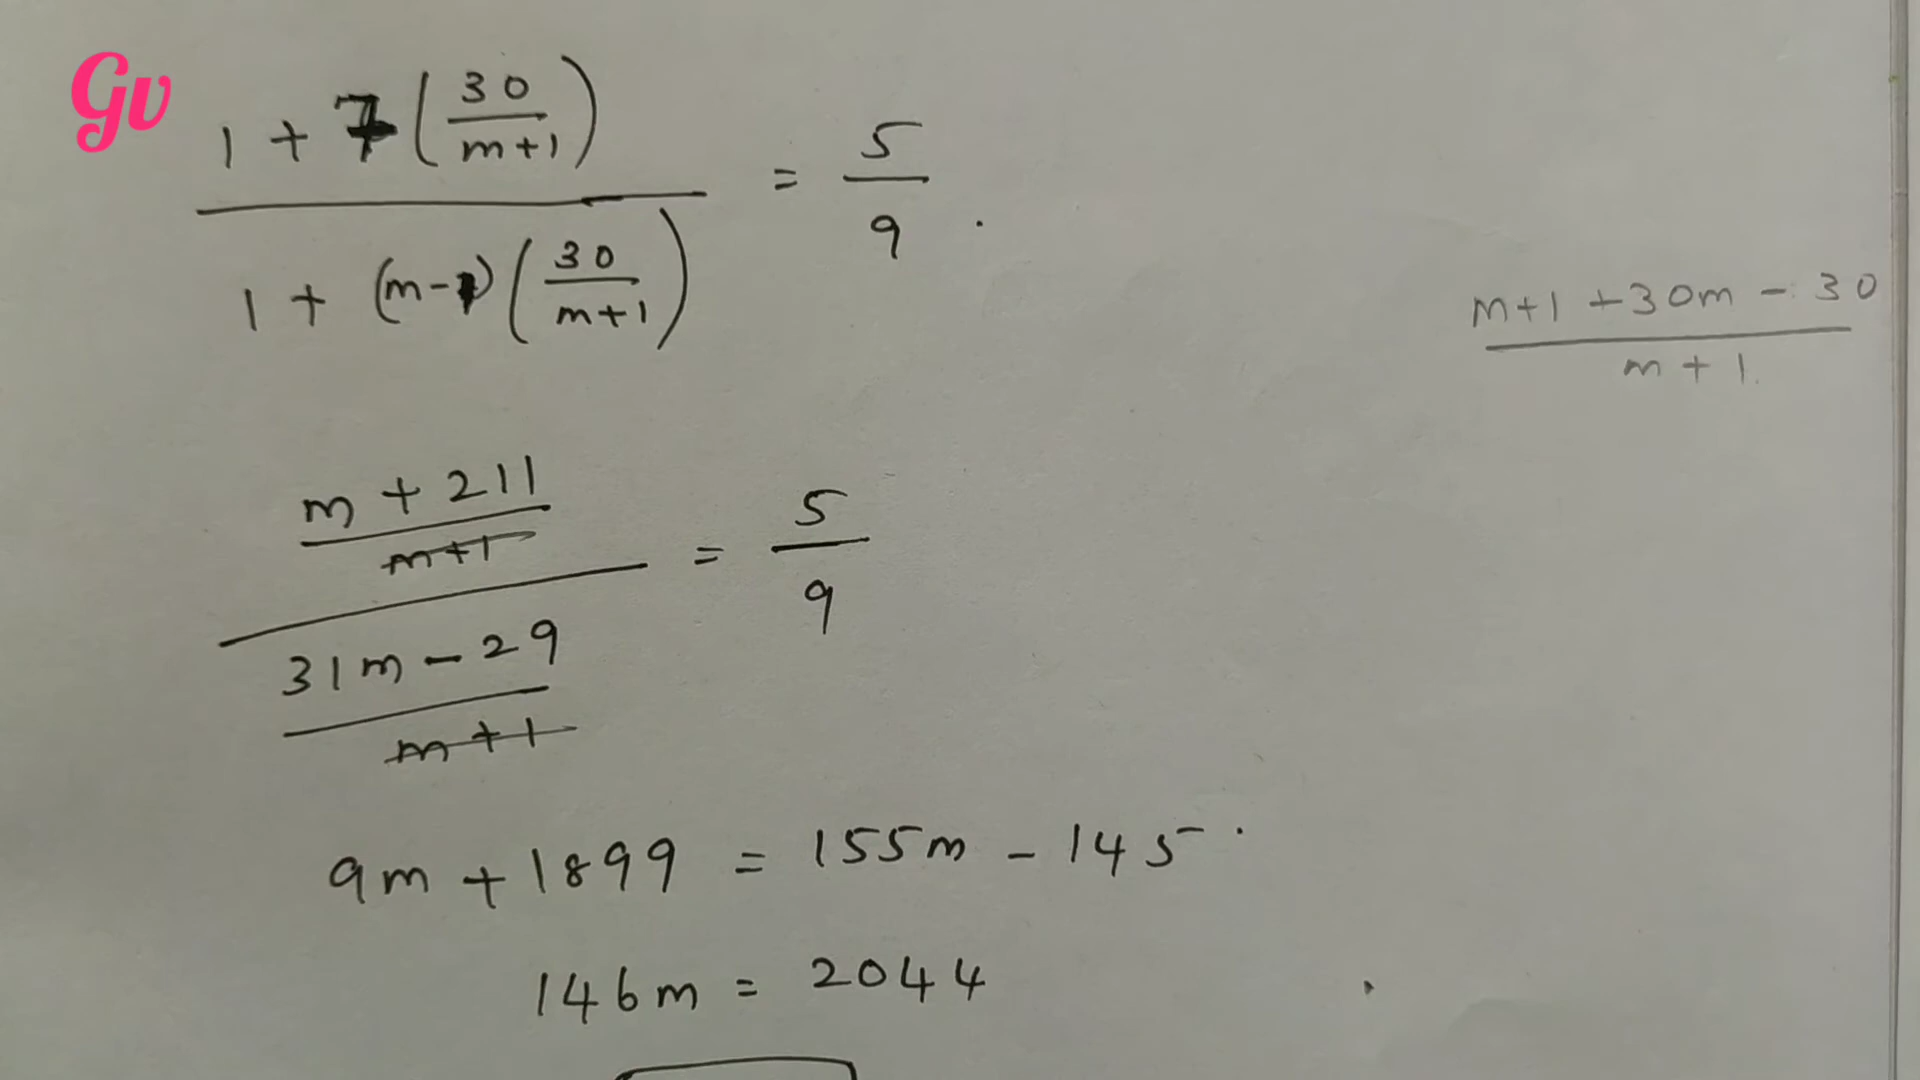 Gv
1 + 7 (30/(m+1))
/ 1 + (m-1) (30/(m+1)) = 5/9 .
m+1 +30m - 30
/ m + 1.
(m + 211)/(m+1)
/ (31m - 29)/(m+1) = 5/9
9m + 1899 = 155m - 145 .
146m = 2044